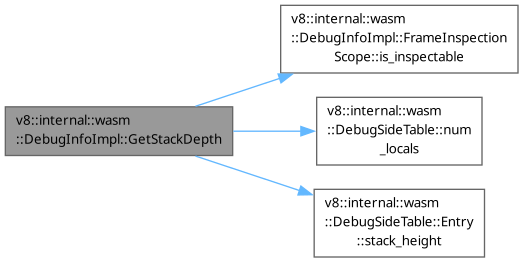 v8::internal::wasm
::DebugInfoImpl::GetStackDepth
v8::internal::wasm
::DebugInfoImpl::FrameInspection
Scope::is_inspectable
v8::internal::wasm
::DebugSideTable::num
_locals
v8::internal::wasm
::DebugSideTable::Entry
::stack_height